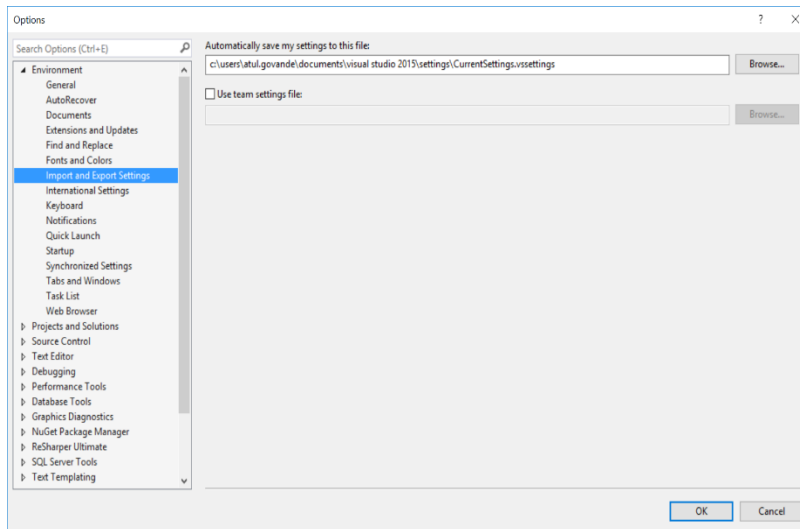 Options
?
Search Options (Ctrl+E)
Environment
General
AutoRecover
Documents
Extensions and Updates
Find and Replace
Fonts and Colors
Import and Export Settings
International Settings
Keyboard
Notifications
Quick Launch
Startup
Synchronized Settings
Tabs and Windows
Task List
Web Browser
Projects and Solutions
Source Control
Text Editor
Debugging
Performance Tools
Database Tools
Graphics Diagnostics
NuGet Package Manager
ReSharper Ultimate
SQL Server Tools
Text Templating
Automatically save my settings to this file:
c:\users\atul.govande\documents\visual studio 2015\settings\CurrentSettings.vssettings
Browse...
Use team settings file:
Browse...
OK
Cancel